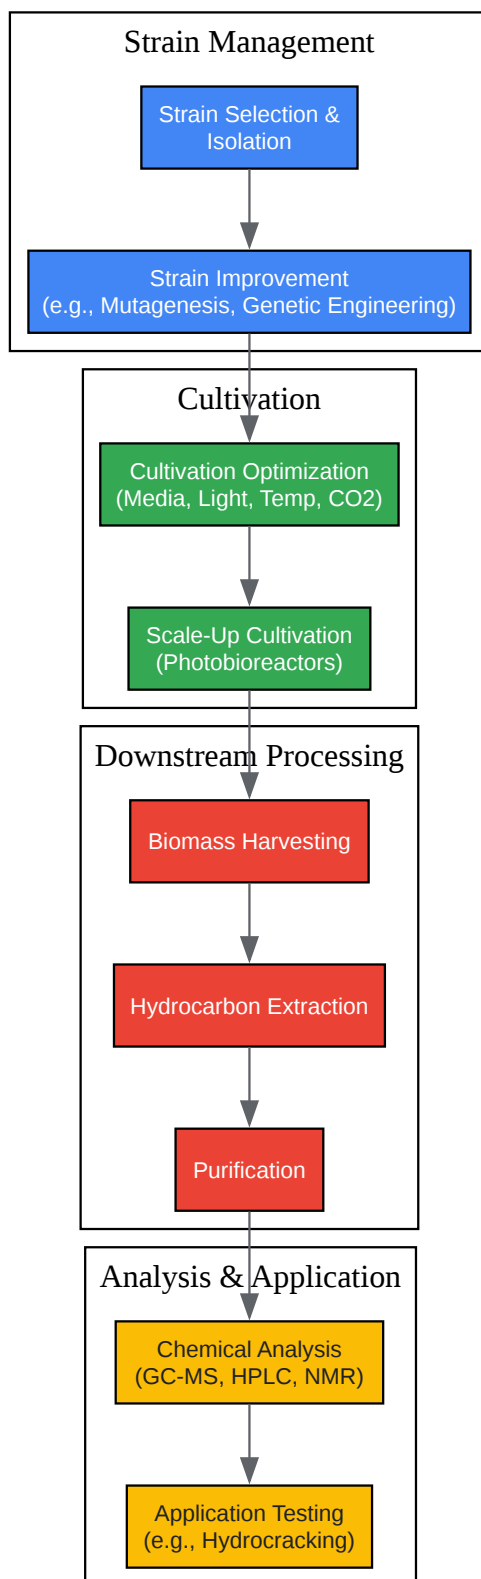 Strain Management
Strain Selection &
Isolation
Strain Improvement
(e.g., Mutagenesis, Genetic Engineering)
Cultivation
Cultivation Optimization
(Media, Light, Temp, CO2)
Scale-Up Cultivation
(Photobioreactors)
Downstream Processing
Biomass Harvesting
Hydrocarbon Extraction
Purification
Analysis & Application
Chemical Analysis
(GC-MS, HPLC, NMR)
Application Testing
(e.g., Hydrocracking)